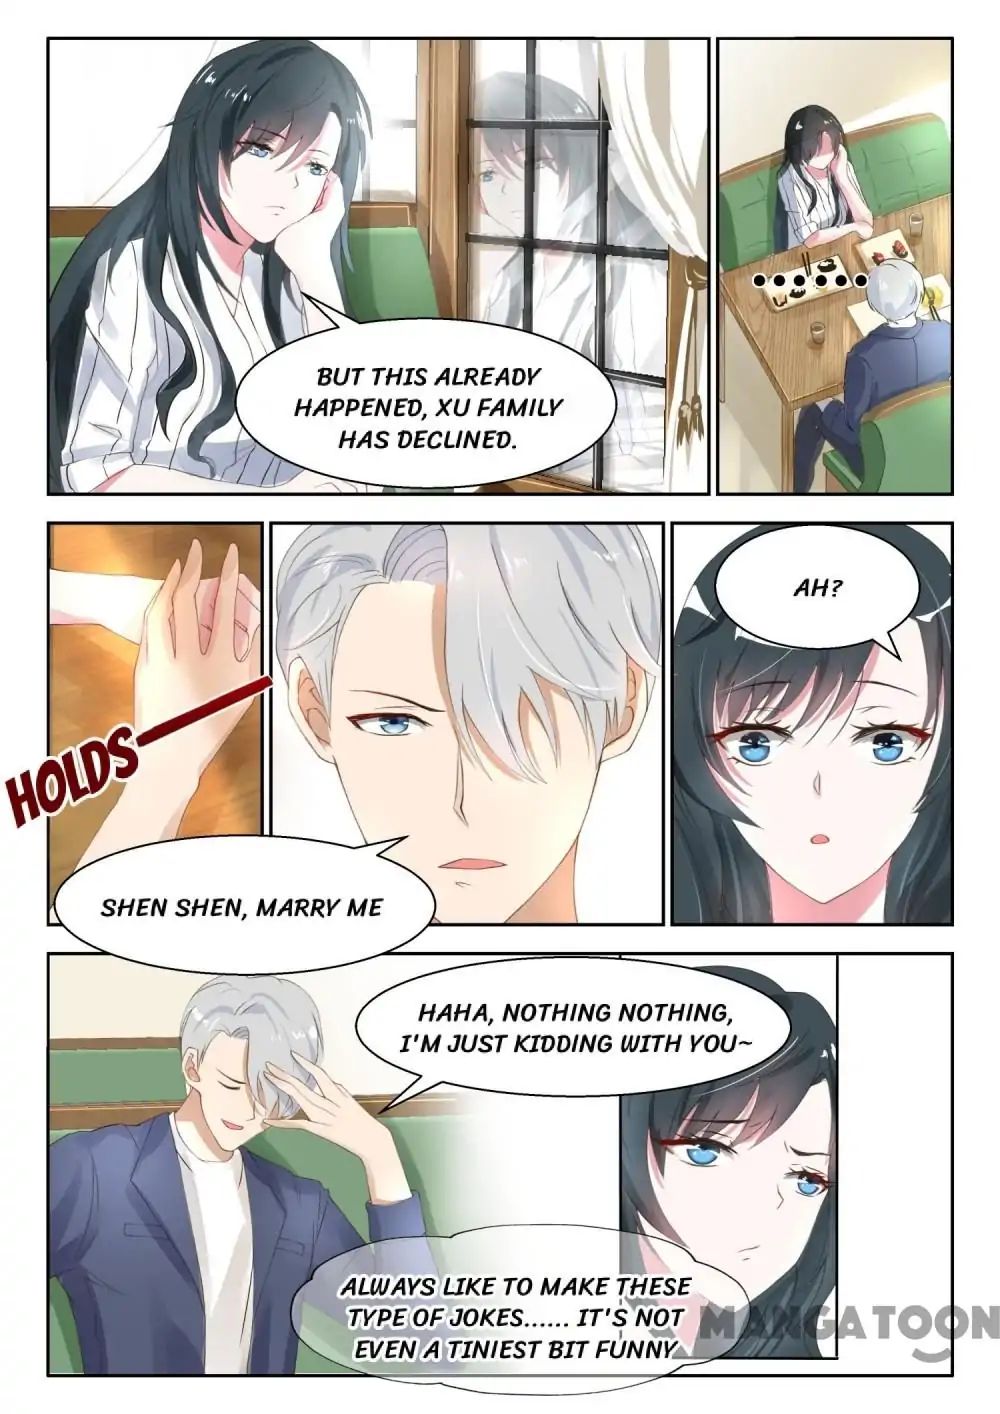 BUT THIS ALREADY
HAPPENED, XU FAMILY
HAS DECLINED.
●●●●●●
HOLDS
AH?
SHEN SHEN, MARRY ME
HAHA, NOTHING NOTHING,
I'M JUST KIDDING WITH YOU~
ALWAYS LIKE TO MAKE THESE
TYPE OF JOKES...... IT'S NOT
EVEN A TINIEST BIT FUNNY
MANGATOON